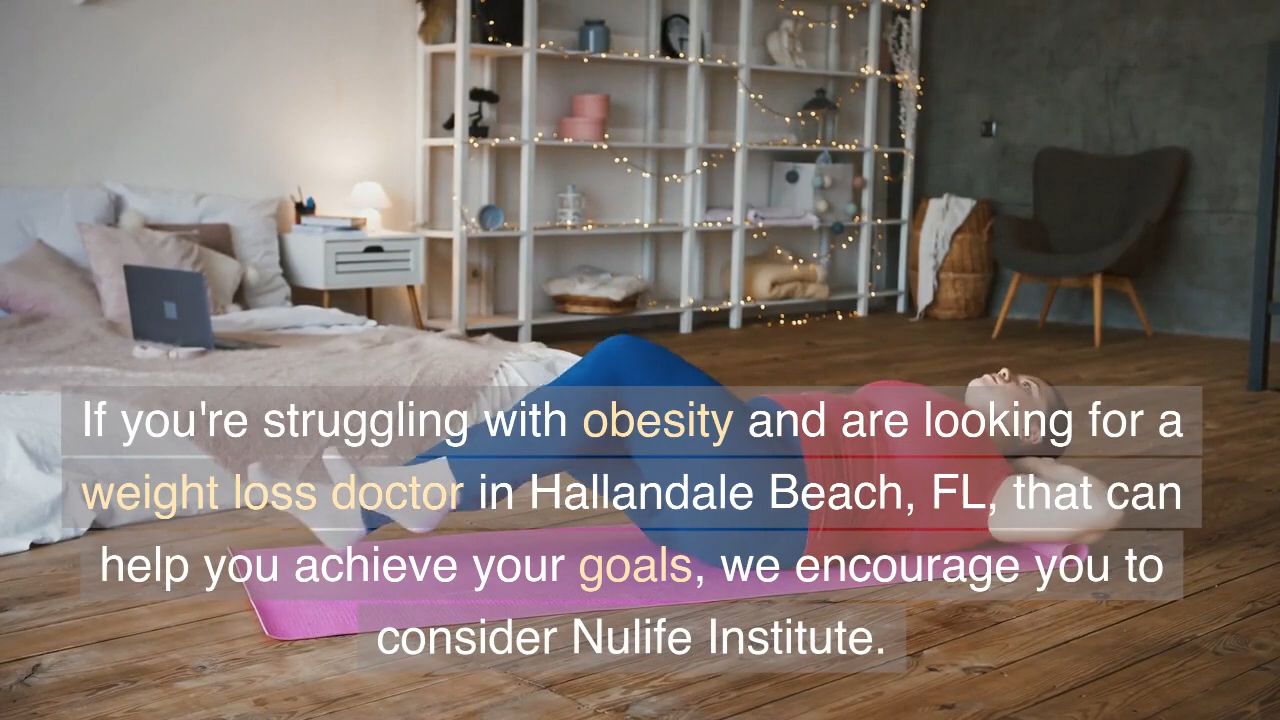 If you're struggling with obesity and are looking for a
weight loss doctor in Hallandale Beach, FL, that can
help you achieve your goals, we encourage you to
consider Nulife Institute.